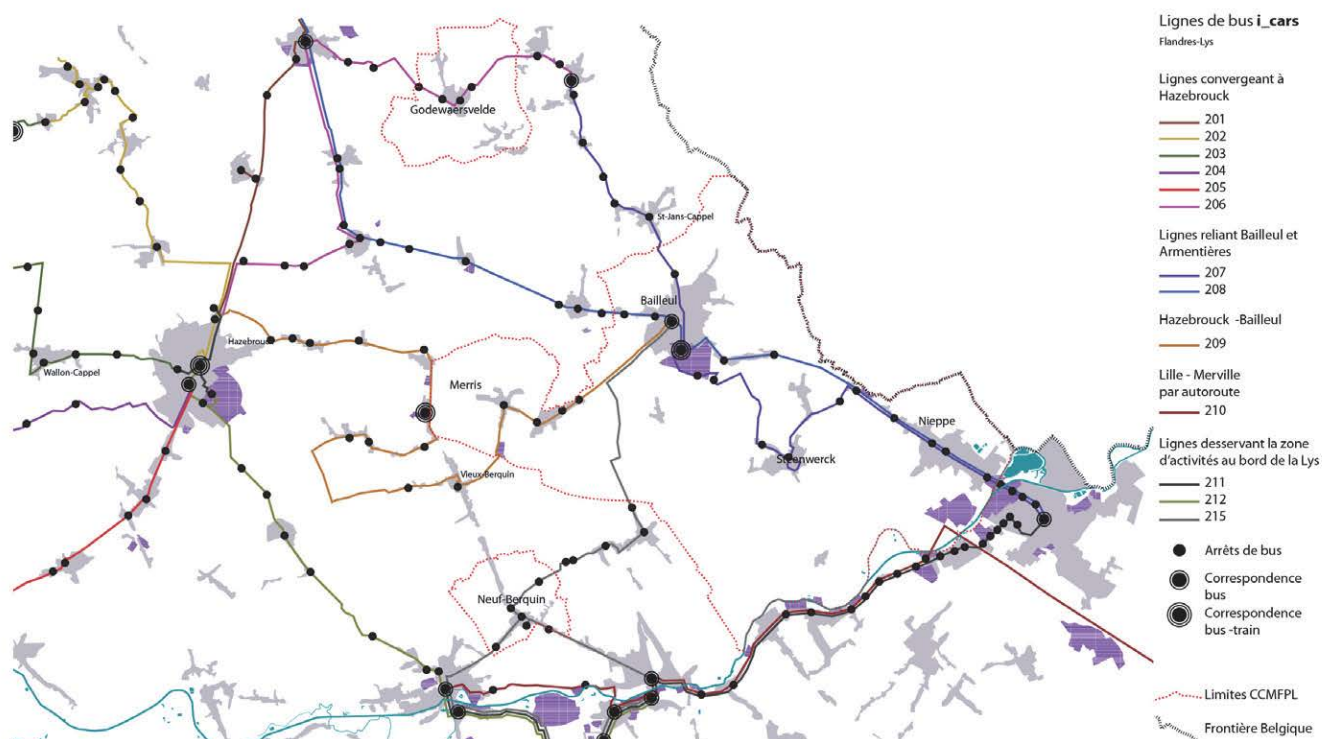 Godewaersvelde
St-Jans-Cappel
Bailleul
Hazebrouck
Wallon-Cappel
Merris
Nieppe
Steenwerck
Vieux-Berquin
Neuf-Berquin
Lignes de bus i_cars
Flandres-Lys
Lignes convergeant à
Hazebrouck
201
202
203
204
205
206
Lignes reliant Bailleul et
Armentières
207
208
Hazebrouck -Bailleul
209
Lille - Merville
par autoroute
210
Lignes desservant la zone
d'activités au bord de la Lys
211
212
215
Arrêts de bus
Correspondence
bus
Correspondence
bus -train
Limites CCMFPL
Frontière Belgique